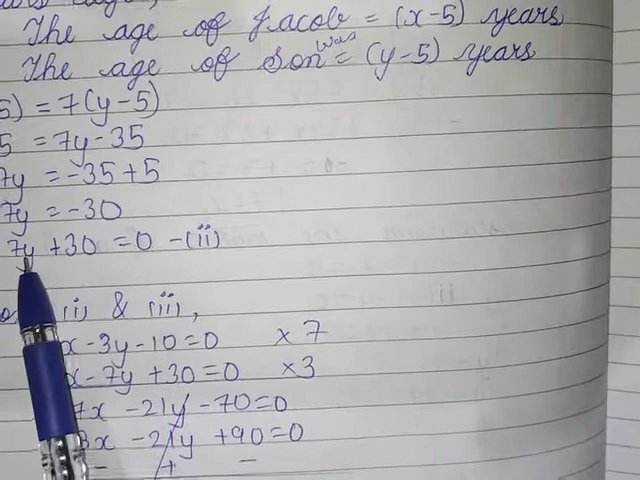 The age of Jacob = (x-5) years
The age of Son was = (y-5) years
5) = 7(y-5)
5 = 7y-35
7y = -35+5
7y = -30
7y +30 = 0 -(ii)
(i) & (ii),
x-3y-10=0 ×7
x-7y+30=0 ×3
7x -21y -70=0
3x -21y +90=0
- + -